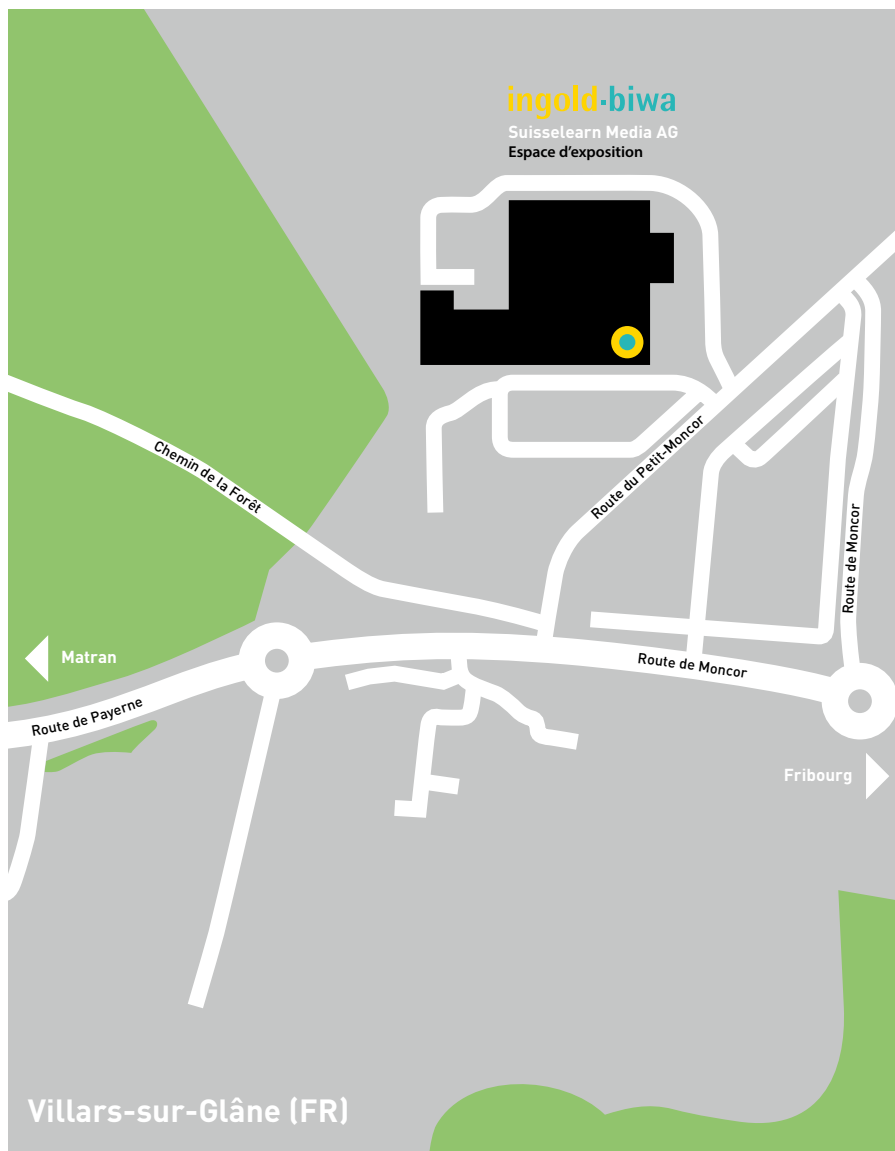 ingold·biwa
Suisselearn Media AG
Espace d’exposition
Chemin de la Forêt
Route du Petit-Moncor
Route de Moncor
Matran
Route de Moncor
Route de Payerne
Fribourg
Villars-sur-Glâne (FR)